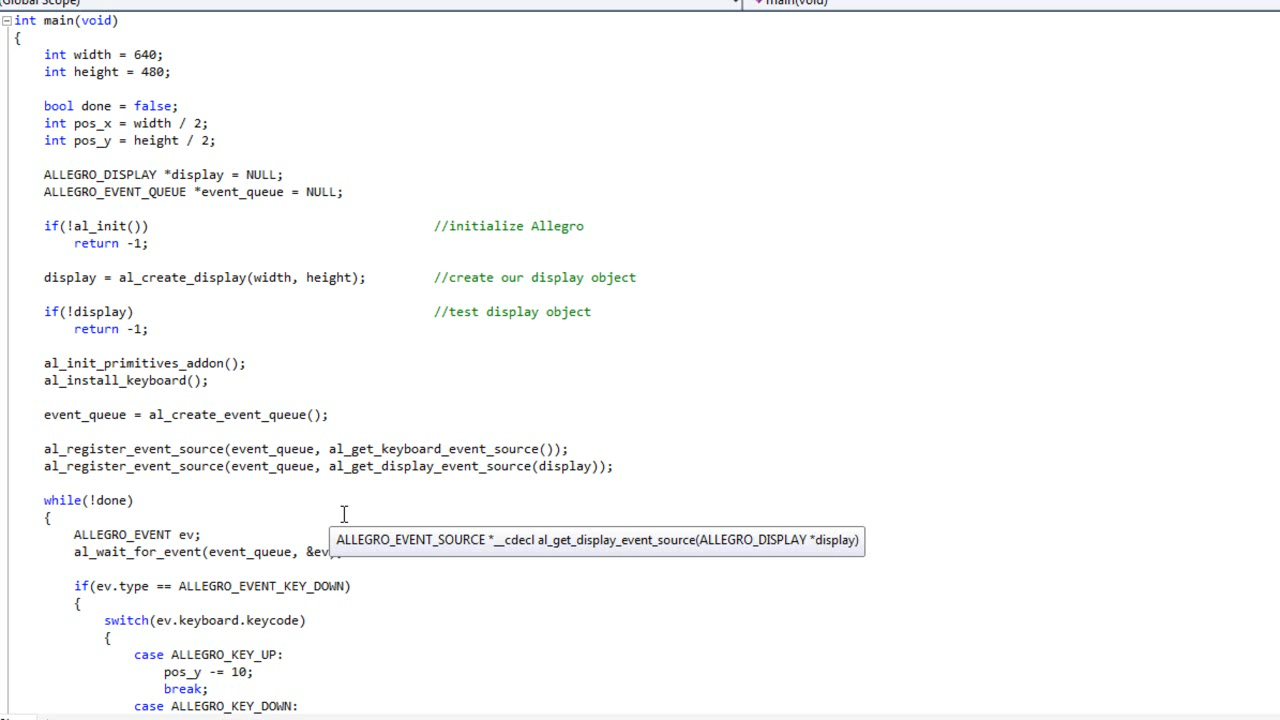 (Global Scope) main(void)
int main(void)
{
int width = 640;
int height = 480;
bool done = false;
int pos_x = width / 2;
int pos_y = height / 2;
ALLEGRO_DISPLAY *display = NULL;
ALLEGRO_EVENT_QUEUE *event_queue = NULL;
if(!al_init()) //initialize Allegro
return -1;
display = al_create_display(width, height); //create our display object
if(!display) //test display object
return -1;
al_init_primitives_addon();
al_install_keyboard();
event_queue = al_create_event_queue();
al_register_event_source(event_queue, al_get_keyboard_event_source());
al_register_event_source(event_queue, al_get_display_event_source(display));
while(!done)
{
ALLEGRO_EVENT ev;
ALLEGRO_EVENT_SOURCE *__cdecl al_get_display_event_source(ALLEGRO_DISPLAY *display)
al_wait_for_event(event_queue, &ev);
if(ev.type == ALLEGRO_EVENT_KEY_DOWN)
{
switch(ev.keyboard.keycode)
{
case ALLEGRO_KEY_UP:
pos_y -= 10;
break;
case ALLEGRO_KEY_DOWN: